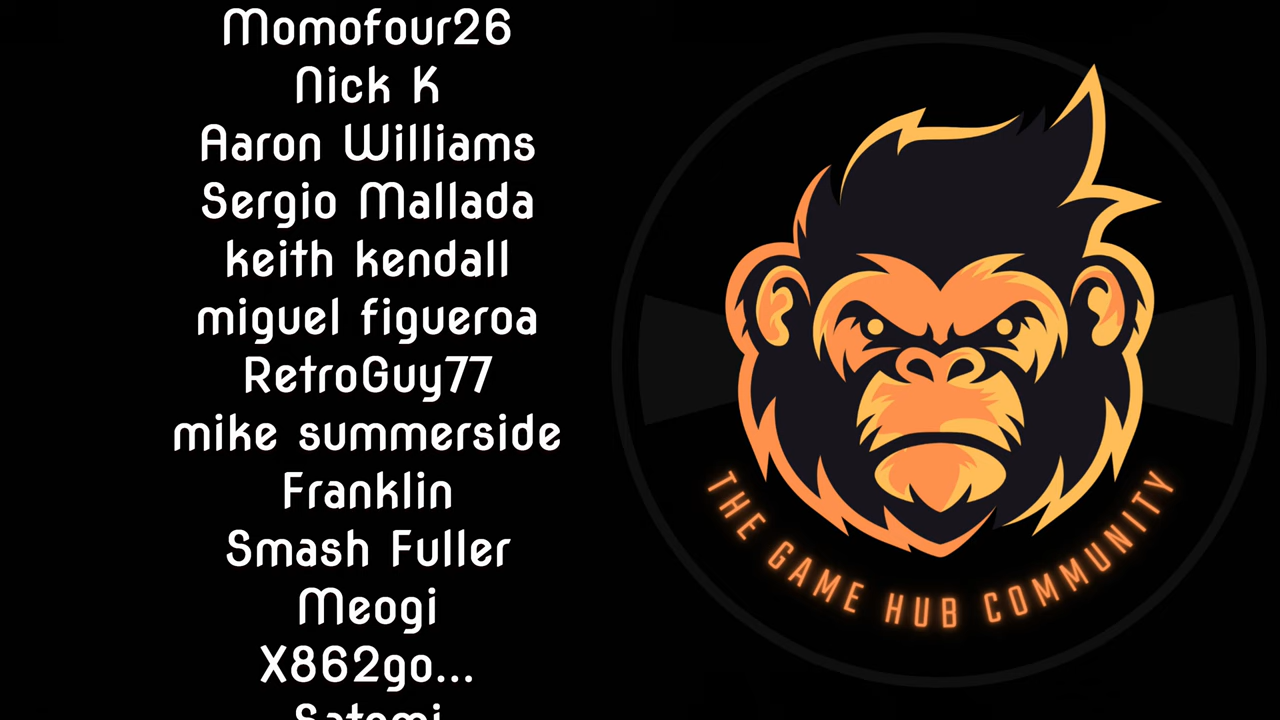 Momofour26
Nick K
Aaron Williams
Sergio Mallada
keith kendall
miguel figueroa
RetroGuy77
mike summerside
Franklin
Smash Fuller
Meogi
X862go...
THE GAME HUB COMMUNITY